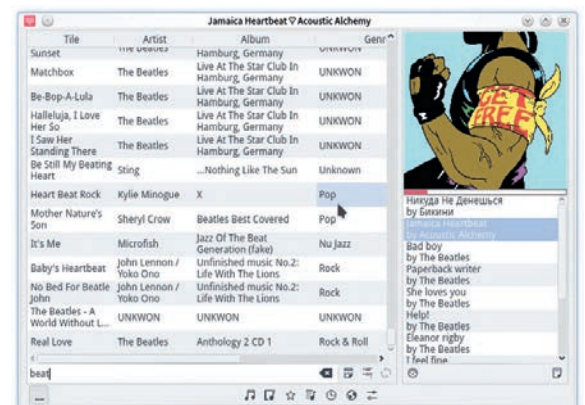 Jamaica Heartbeat ♡ Acoustic Alchemy
Tile Artist Album Genr
Sunset The Beatles Hamburg, Germany UNKWON
Matchbox The Beatles Live At The Star Club In
Hamburg, Germany UNKWON
Be-Bop-A-Lula The Beatles Live At The Star Club In
Hamburg, Germany UNKWON
Halleluja, I Love
Her So The Beatles Live At The Star Club In
Hamburg, Germany UNKWON
I Saw Her
Standing There The Beatles Live At The Star Club In
Hamburg, Germany UNKWON
Be Still My Beating
Heart Sting ...Nothing Like The Sun Unknown
Heart Beat Rock Kylie Minogue X Pop
Mother Nature's
Son Sheryl Crow Beatles Best Covered Pop
It's Me Microfish Jazz Of The Beat
Generation (fake) Nu Jazz
Baby's Heartbeat John Lennon /
Yoko Ono Unfinished music No.2:
Life With The Lions Rock
No Bed For Beatle
John John Lennon /
Yoko Ono Unfinished music No.2:
Life With The Lions Rock
The Beatles - A
World Without L... UNKWON UNKWON UNKWON
Real Love The Beatles Anthology 2 CD 1 Rock & Roll
beat
GET
FREE
Никуда Не Денешься
by Бикини
Jamaica Heartbeat
by Acoustic Alchemy
Bad boy
by The Beatles
Paperback writer
by The Beatles
She loves you
by The Beatles
Help!
by The Beatles
Eleanor rigby
by The Beatles
I feel fine